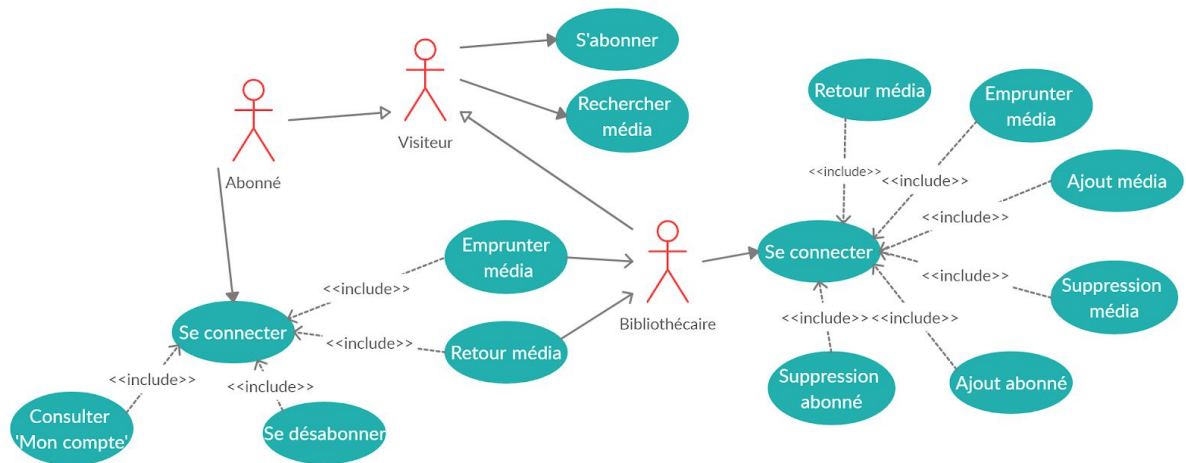 S'abonner
Rechercher
média
Visiteur
Abonné
Retour média
Emprunter
média
<<include>>
<<include>>
Ajout média
<<include>>
Emprunter
média
Se connecter
Bibliothécaire
<<include>>
<<include>>
Suppression
média
Se connecter
<<include>>
Retour média
<<include>>
<<include>>
<<include>>
<<include>>
Suppression
abonné
Ajout abonné
Consulter
'Mon compte'
Se désabonner